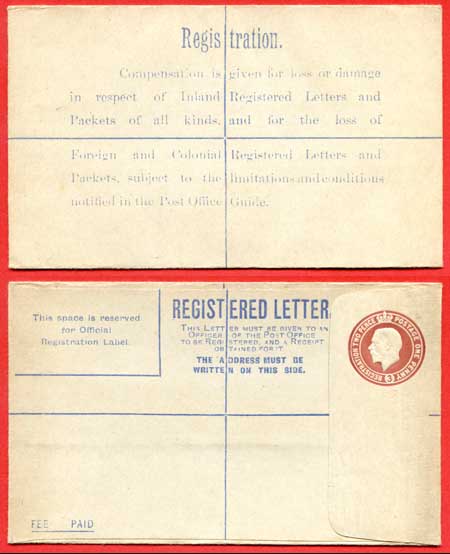 Registration.
Compensation is given for loss or damage
in respect of Inland Registered Letters and
Packets of all kinds, and for the loss of
Foreign and Colonial Registered Letters and
Packets, subject to the limitations and conditions
notified in the Post Office Guide.
This space is reserved
for Official
Registration Label.
REGISTERED LETTER
THIS LETTER MUST BE GIVEN TO AN
OFFICER OF THE POST OFFICE
TO BE REGISTERED, AND A RECEIPT
OBTAINED FOR IT.
THE ADDRESS MUST BE
WRITTEN ON THIS SIDE.
REGISTRATION TWO PENCE POSTAGE ONE PENNY
3
FEE PAID